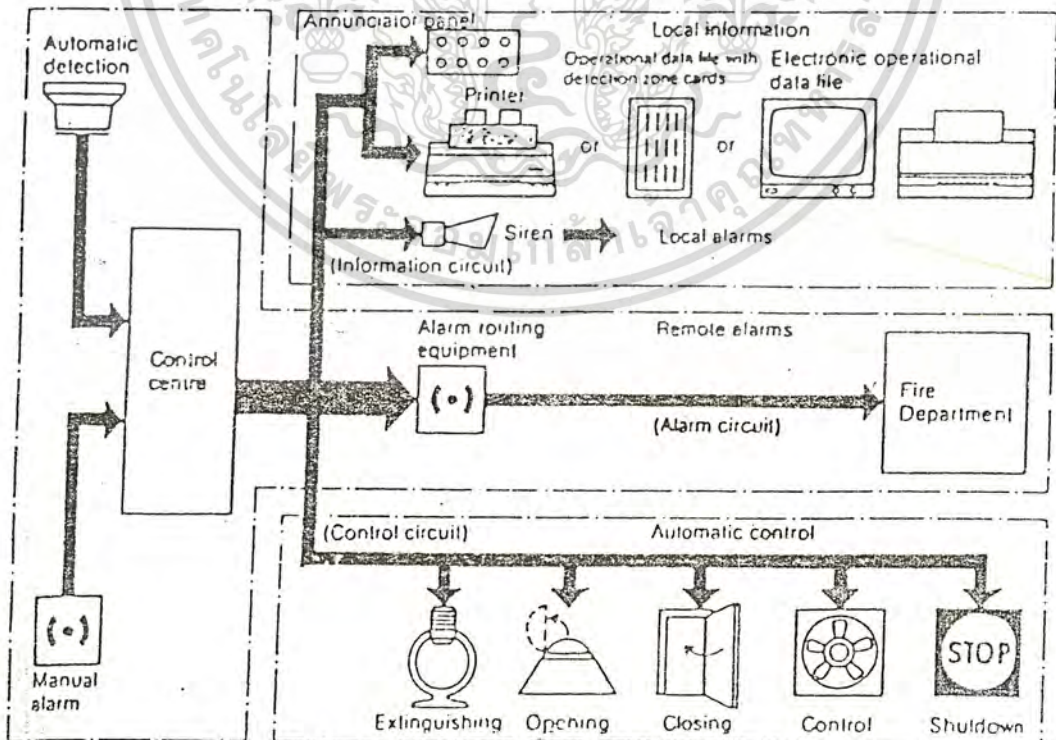 Automatic
detection
Annunciator panel
Local information
Operational data file with
detection zone cards
Electronic operational
data file
Printer
or
or
Siren
Local alarms
(Information circuit)
Alarm routing
equipment
Remote alarms
Control
centre
Fire
Department
(Alarm circuit)
(Control circuit)
Automatic control
Manual
alarm
STOP
Extinguishing
Opening
Closing
Control
Shutdown